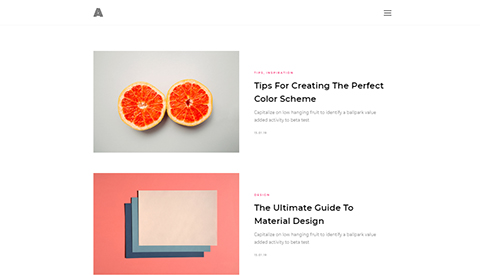 A
TIPS, INSPIRATION
Tips For Creating The Perfect
Color Scheme
Capitalize on low hanging fruit to identify a ballpark value
added activity to beta test
DESIGN
The Ultimate Guide To
Material Design
Capitalize on low hanging fruit to identify a ballpark value
added activity to beta test